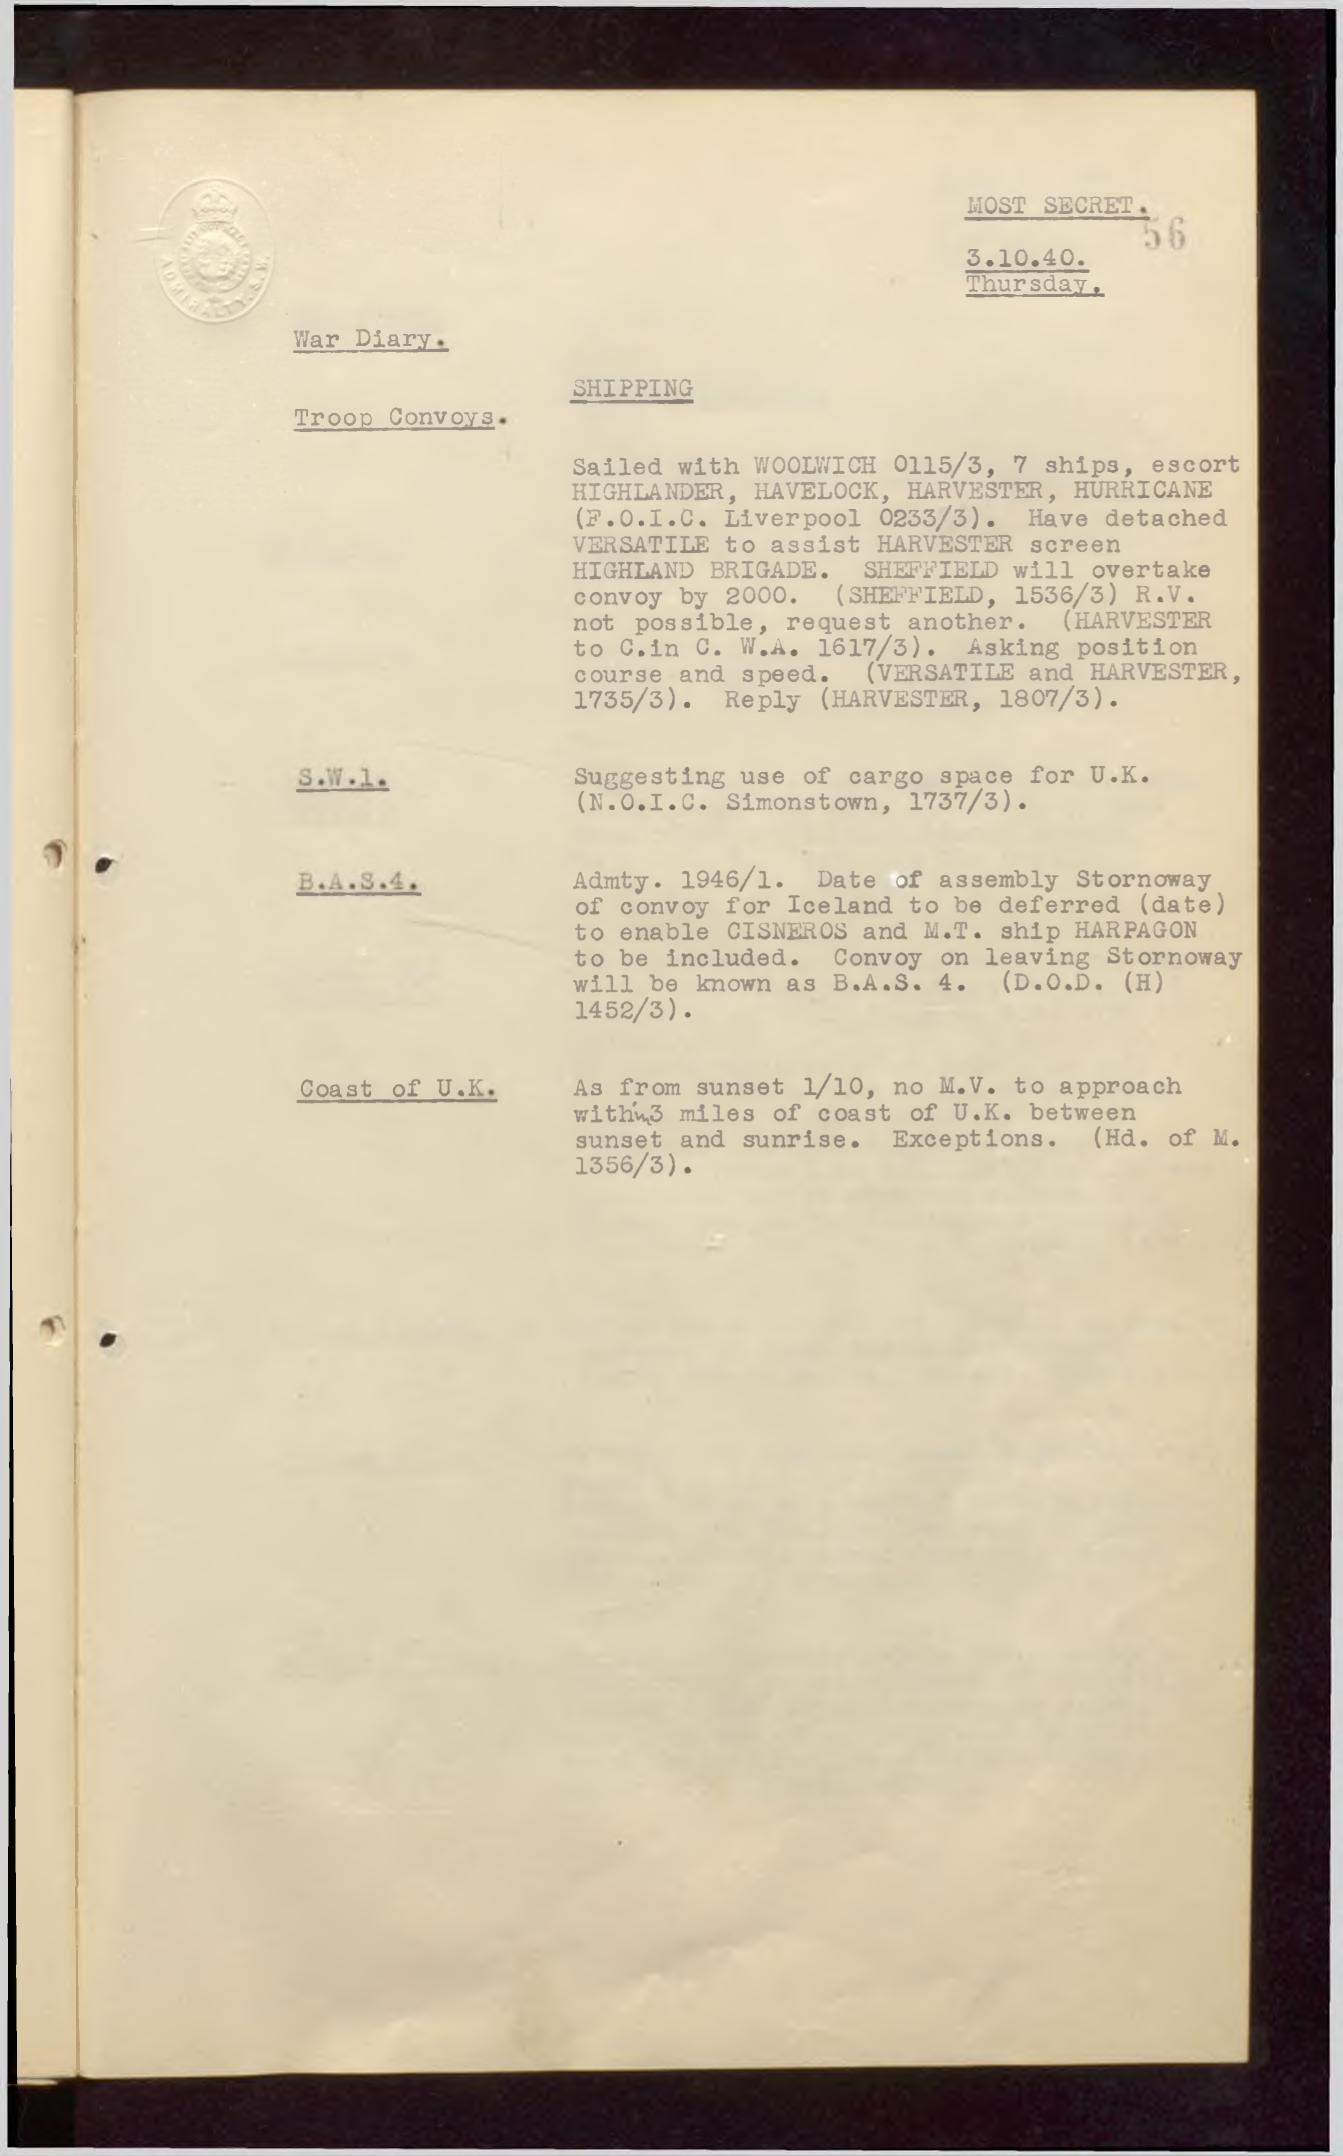 MOST SECRET.
56
3.10.40.
Thursday.
ADMIRALTY. S.W.
War Diary.
SHIPPING
Troop Convoys.
Sailed with WOOLWICH 0115/3, 7 ships, escort
HIGHLANDER, HAVELOCK, HARVESTER, HURRICANE
(F.O.I.C. Liverpool 0233/3). Have detached
VERSATILE to assist HARVESTER screen
HIGHLAND BRIGADE. SHEFFIELD will overtake
convoy by 2000. (SHEFFIELD, 1536/3) R.V.
not possible, request another. (HARVESTER
to C.in C. W.A. 1617/3). Asking position
course and speed. (VERSATILE and HARVESTER,
1735/3). Reply (HARVESTER, 1807/3).
S.W.1. Suggesting use of cargo space for U.K.
(N.O.I.C. Simonstown, 1737/3).
B.A.S.4. Admty. 1946/1. Date of assembly Stornoway
of convoy for Iceland to be deferred (date)
to enable CISNEROS and M.T. ship HARPAGON
to be included. Convoy on leaving Stornoway
will be known as B.A.S. 4. (D.O.D. (H)
1452/3).
Coast of U.K. As from sunset 1/10, no M.V. to approach
within 3 miles of coast of U.K. between
sunset and sunrise. Exceptions. (Hd. of M.
1356/3).